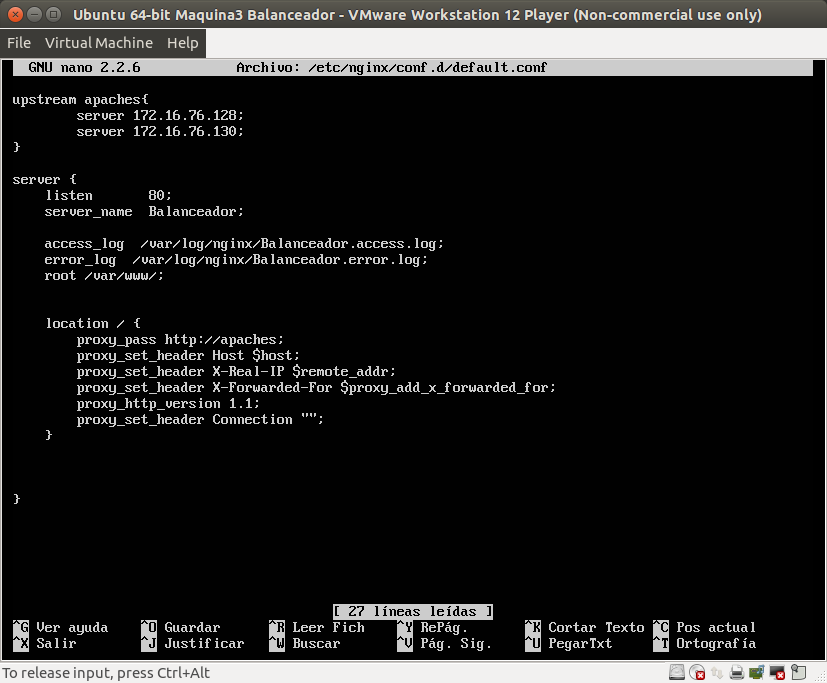 Ubuntu 64-bit Maquina3 Balanceador - VMware Workstation 12 Player (Non-commercial use only)
File Virtual Machine Help
GNU nano 2.2.6 Archivo: /etc/nginx/conf.d/default.conf
upstream apaches{
server 172.16.76.128;
server 172.16.76.130;
}
server {
listen 80;
server_name Balanceador;
access_log /var/log/nginx/Balanceador.access.log;
error_log /var/log/nginx/Balanceador.error.log;
root /var/www/;
location / {
proxy_pass http://apaches;
proxy_set_header Host $host;
proxy_set_header X-Real-IP $remote_addr;
proxy_set_header X-Forwarded-For $proxy_add_x_forwarded_for;
proxy_http_version 1.1;
proxy_set_header Connection "";
}
}
[ 27 líneas leídas ]
^G Ver ayuda ^O Guardar ^R Leer Fich ^Y RePág. ^K Cortar Texto ^C Pos actual
^X Salir ^J Justificar ^W Buscar ^V Pág. Sig. ^U PegarTxt ^T Ortografía
To release input, press Ctrl+Alt